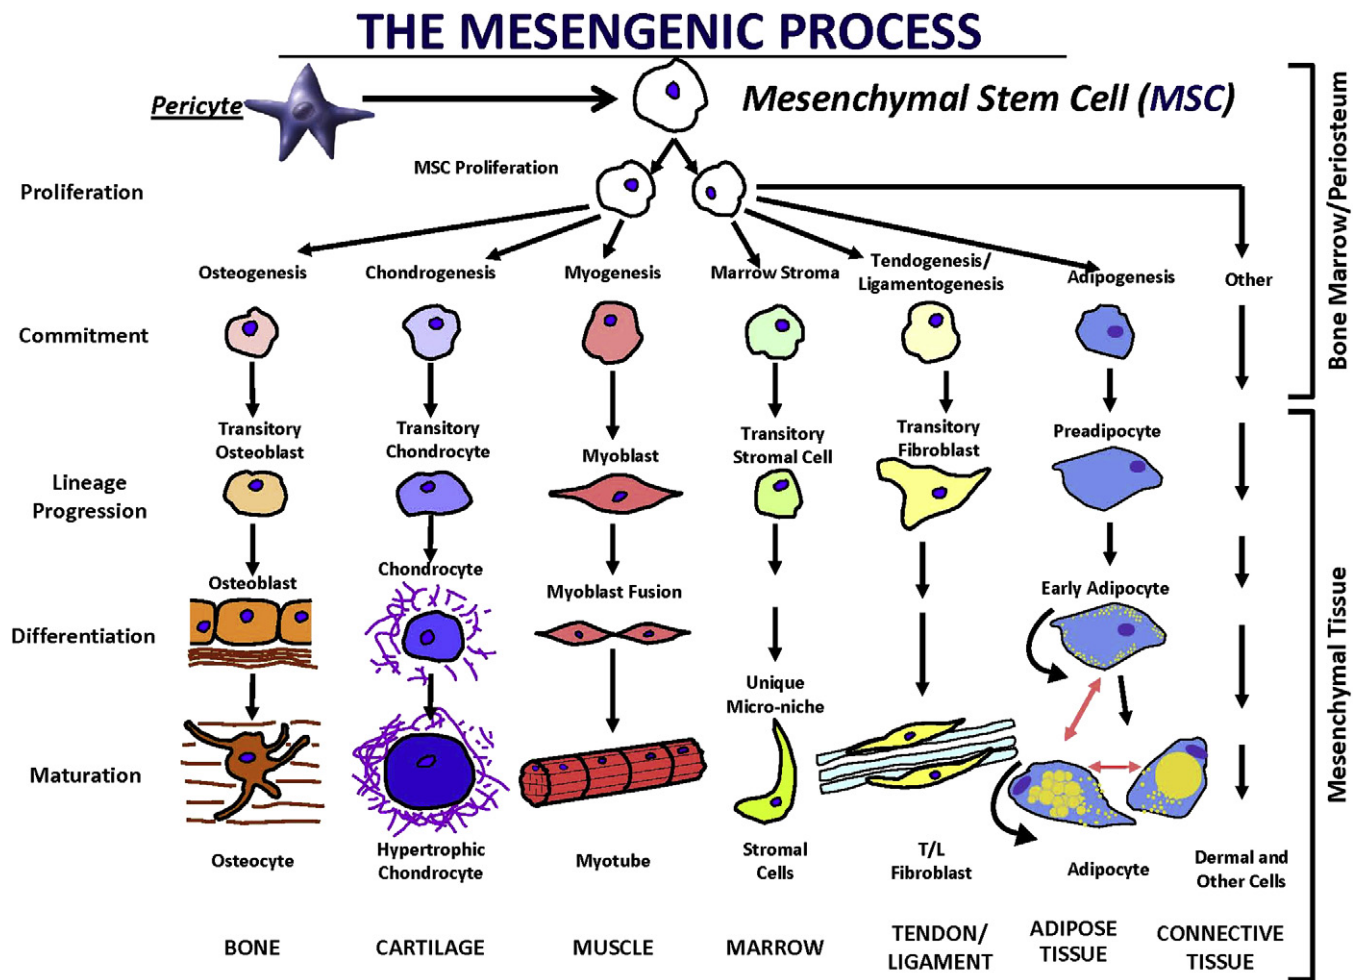 THE MESENGENIC PROCESS
Pericyte
Mesenchymal Stem Cell (MSC)
MSC Proliferation
Proliferation
Osteogenesis
Chondrogenesis
Myogenesis
Marrow Stroma
Tendogenesis/
Ligamentogenesis
Adipogenesis
Other
Commitment
Transitory
Osteoblast
Transitory
Chondrocyte
Myoblast
Transitory
Stromal Cell
Transitory
Fibroblast
Preadipocyte
Lineage
Progression
Osteoblast
Chondrocyte
Myoblast Fusion
Early Adipocyte
Differentiation
Unique
Micro-niche
Maturation
Osteocyte
Hypertrophic
Chondrocyte
Myotube
Stromal
Cells
T/L
Fibroblast
Adipocyte
Dermal and
Other Cells
BONE
CARTILAGE
MUSCLE
MARROW
TENDON/
LIGAMENT
ADIPOSE
TISSUE
CONNECTIVE
TISSUE
Bone Marrow/Periosteum
Mesenchymal Tissue